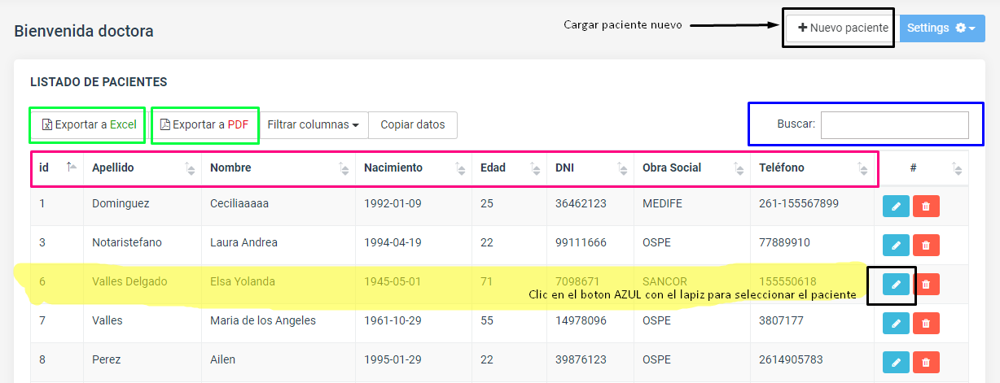 Cargar paciente nuevo
Bienvenida doctora
Nuevo paciente Settings
LISTADO DE PACIENTES
Exportar a Excel Exportar a PDF Filtrar columnas Copiar datos Buscar:
id Apellido Nombre Nacimiento Edad DNI Obra Social Teléfono #
1 Dominguez Ceciliaaaaa 1992-01-09 25 36462123 MEDIFE 261-155567899
3 Notaristefano Laura Andrea 1994-04-19 22 99111666 OSPE 77889910
6 Valles Delgado Elsa Yolanda 1945-05-01 71 7098671 SANCOR 155550618
Clic en el boton AZUL con el lapiz para seleccionar el paciente
7 Valles Maria de los Angeles 1961-10-29 55 14978096 OSPE 3807177
8 Perez Ailen 1995-01-29 22 39876123 OSPE 2614905783